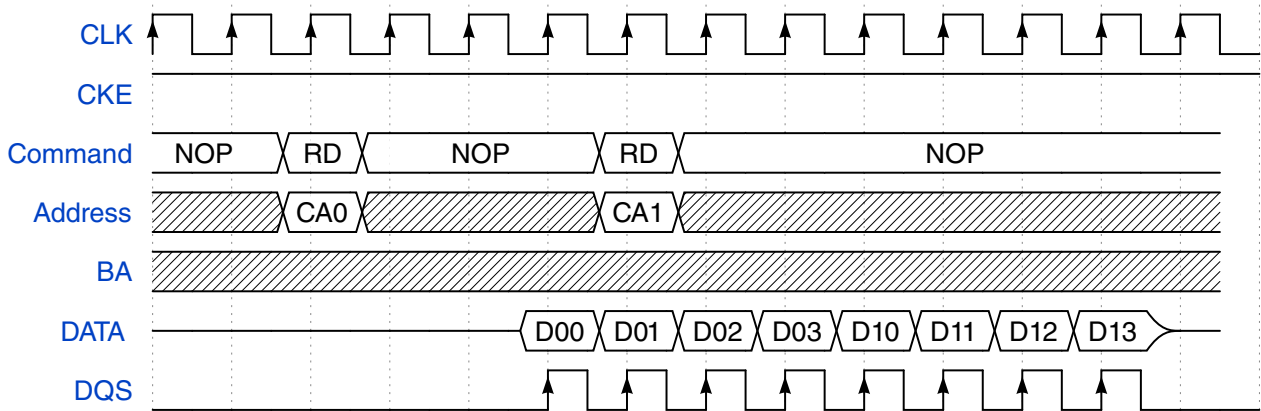 CLK
CKE
Command NOP RD NOP RD NOP
Address CA0 CA1
BA
DATA D00 D01 D02 D03 D10 D11 D12 D13
DQS